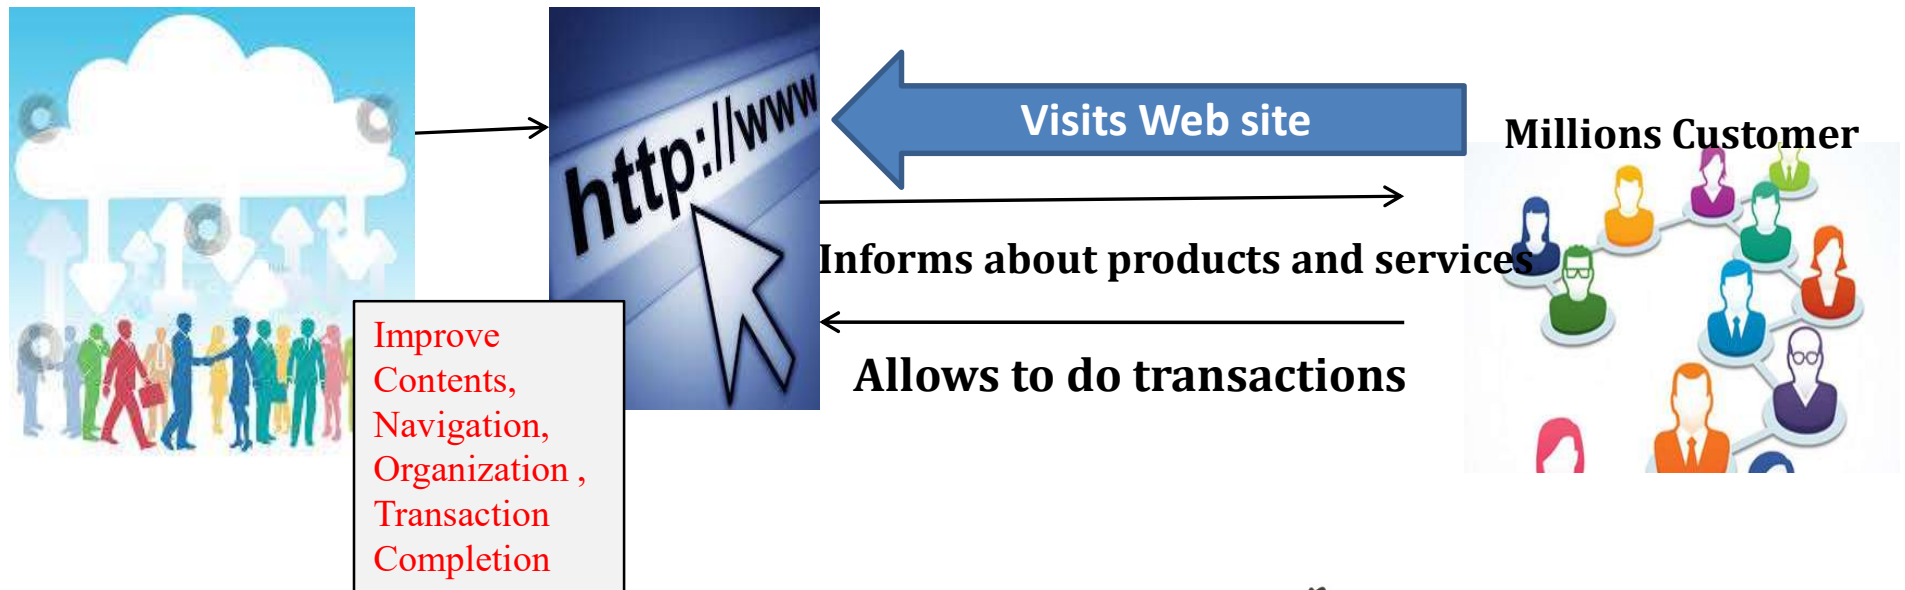 http://www
Visits Web site
Millions Customer
Informs about products and services
Allows to do transactions
Improve
Contents,
Navigation,
Organization ,
Transaction
Completion